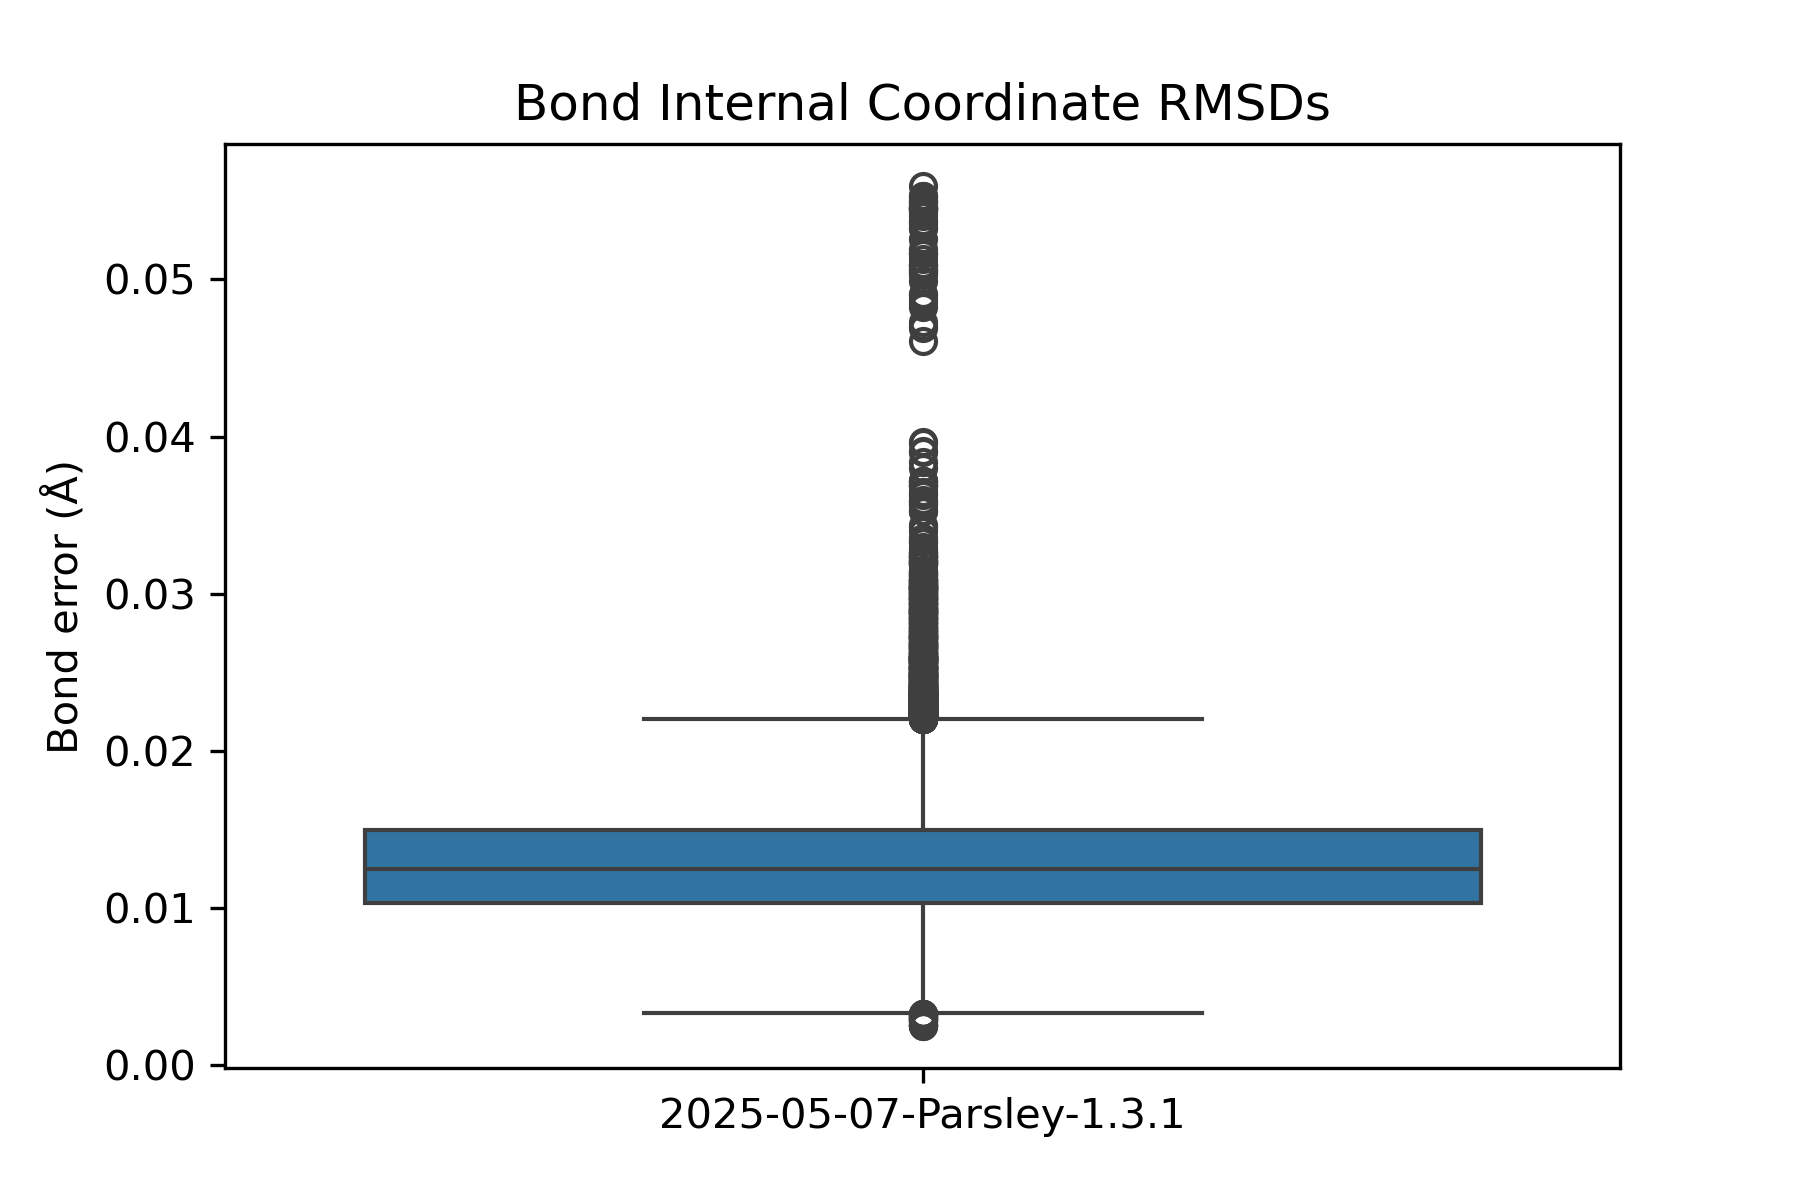 Bond Internal Coordinate RMSDs
Bond error (Å)
0.05
0.04
0.03
0.02
0.01
0.00
2025-05-07-Parsley-1.3.1